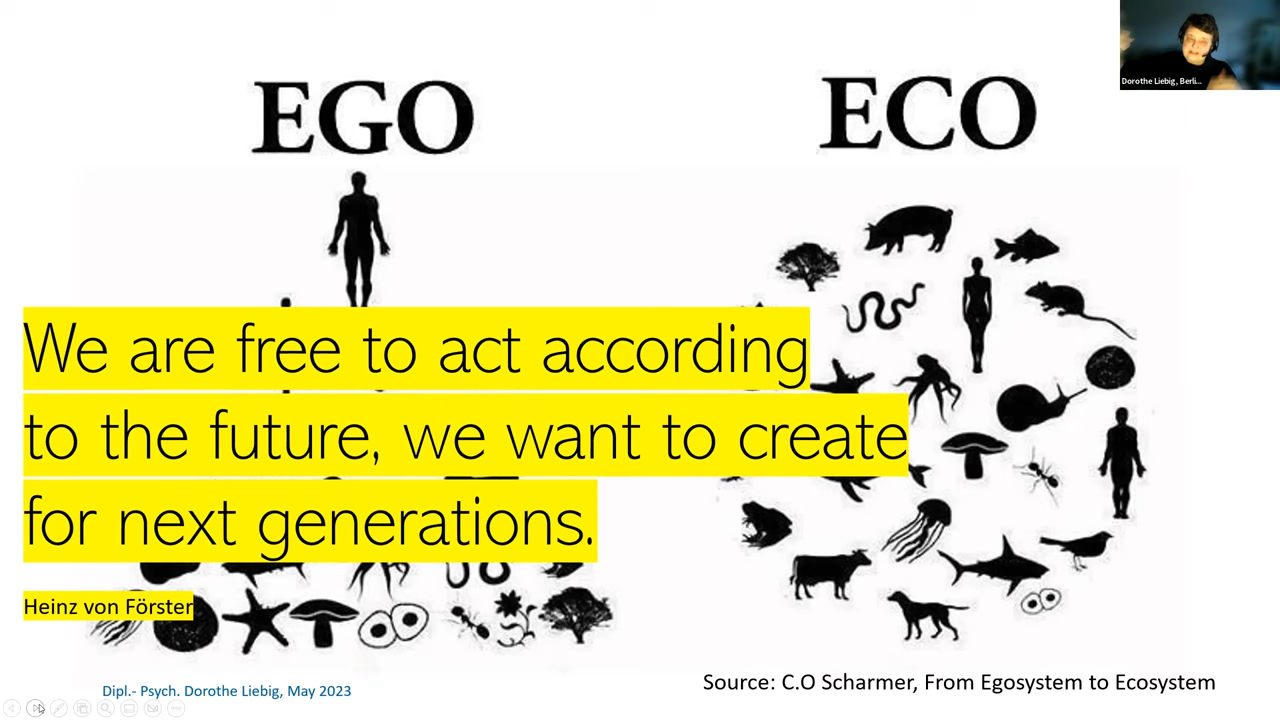 EGO
ECO
Dorothe Liebig, Berli...
We are free to act according
to the future, we want to create
for next generations.
Heinz von Förster
Dipl.- Psych. Dorothe Liebig, May 2023
Source: C.O Scharmer, From Egosystem to Ecosystem